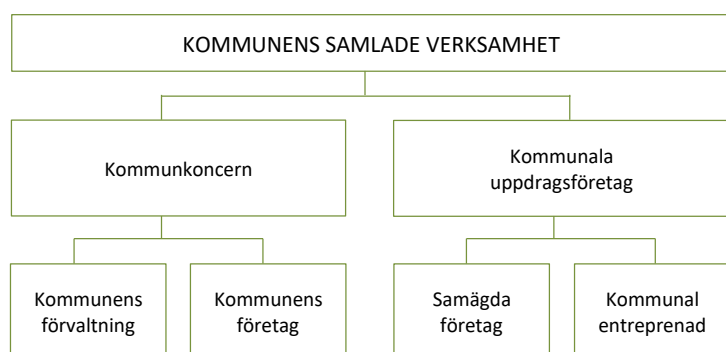 KOMMUNENS SAMLADE VERKSAMHET
Kommunkoncern
Kommunala
uppdragsföretag
Kommunens
förvaltning
Kommunens
företag
Samägda
företag
Kommunal
entreprenad